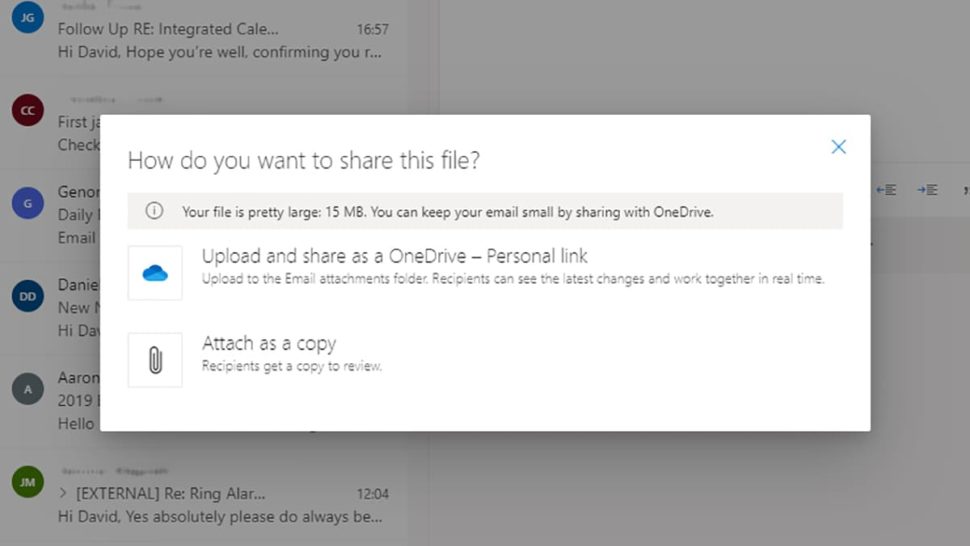 JG
Follow Up RE: Integrated Cale...
16:57
Hi David, Hope you're well, confirming you r...
CC
First ja
Check
How do you want to share this file?
Your file is pretty large: 15 MB. You can keep your email small by sharing with OneDrive.
Upload and share as a OneDrive – Personal link
Upload to the Email attachments folder. Recipients can see the latest changes and work together in real time.
Attach as a copy
Recipients get a copy to review.
G
Genom
Daily
Email
DD
Danie
New N
Hi Da
A
Aaron
2019
Hello
JM
> [EXTERNAL] Re: Ring Alar...
12:04
Hi David, Yes absolutely please do always be...